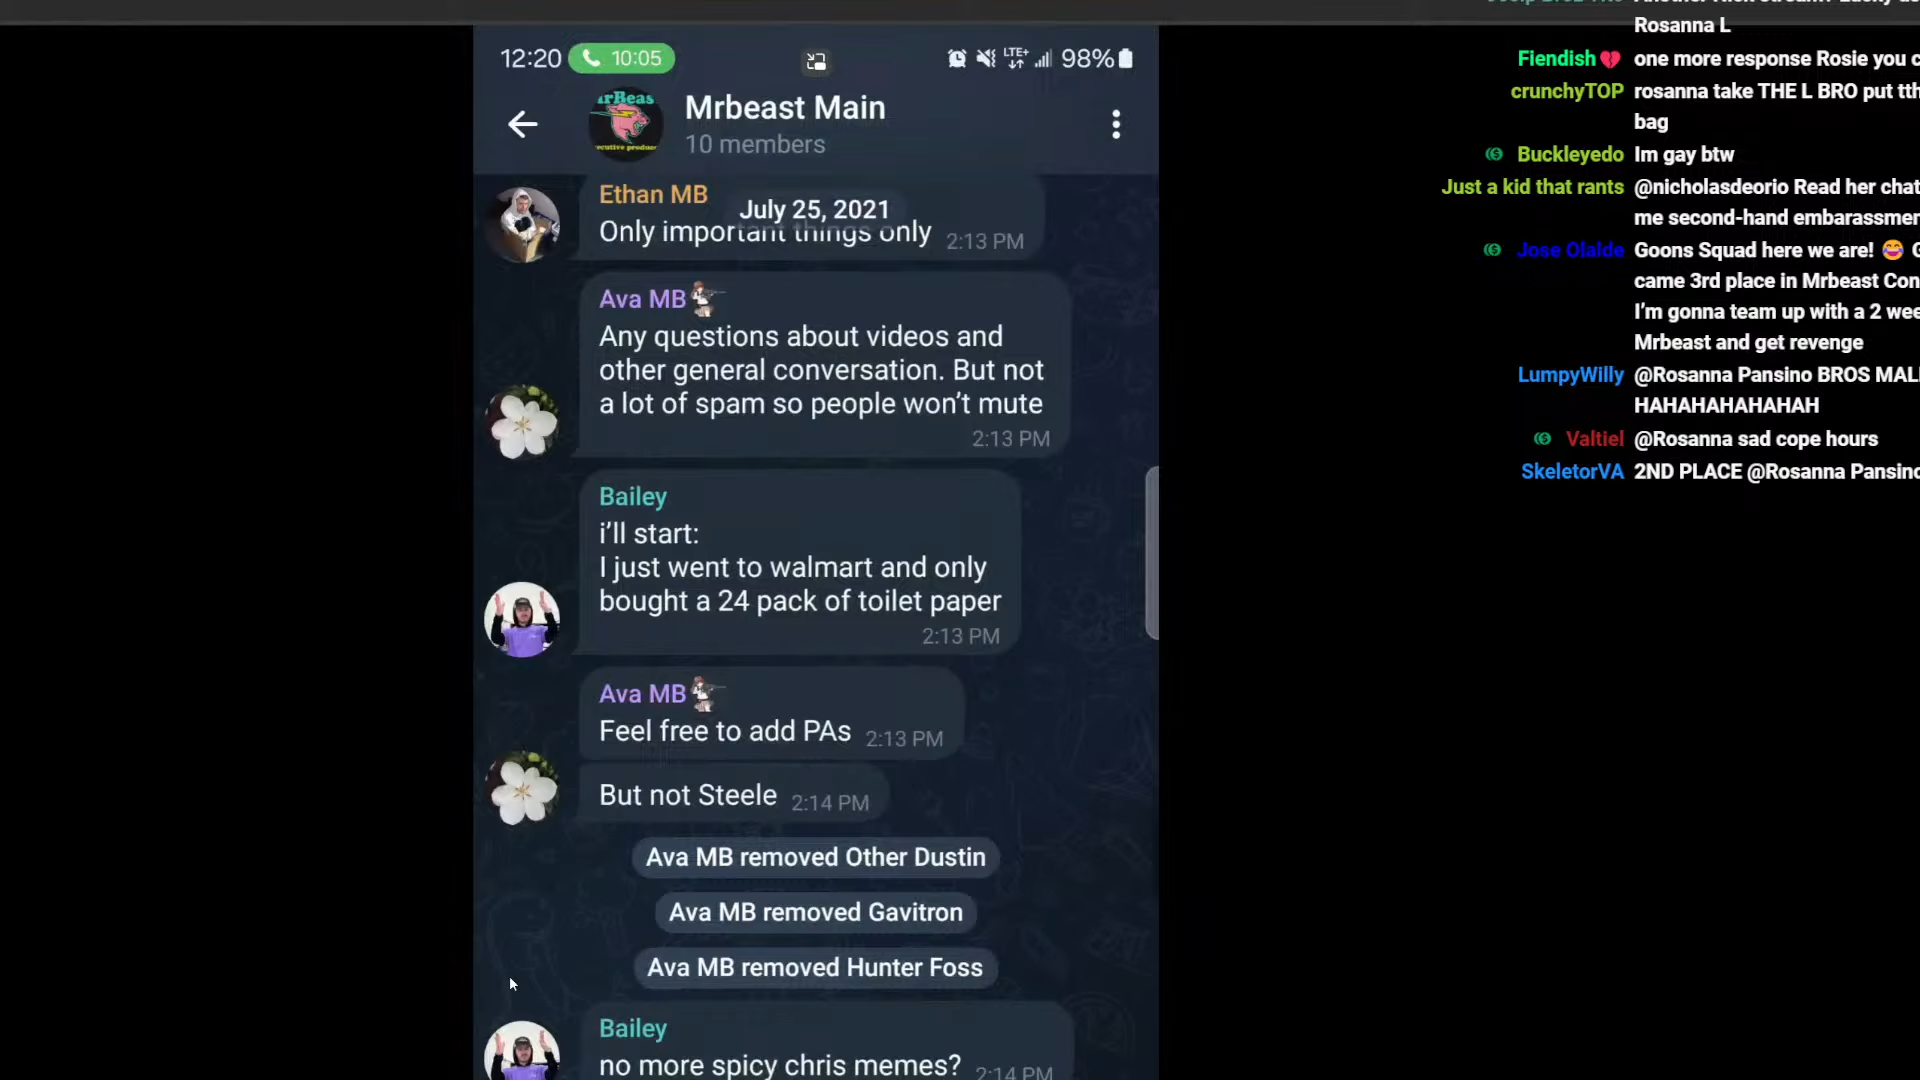 12:20 10:05 LTE+ 98%
Mrbeast Main
10 members
Ethan MB
July 25, 2021
Only important things only 2:13 PM
Ava MB
Any questions about videos and
other general conversation. But not
a lot of spam so people won't mute
2:13 PM
Bailey
i'll start:
I just went to walmart and only
bought a 24 pack of toilet paper
2:13 PM
Ava MB
Feel free to add PAs 2:13 PM
But not Steele 2:14 PM
Ava MB removed Other Dustin
Ava MB removed Gavitron
Ava MB removed Hunter Foss
Bailey
no more spicy chris memes? 2:14 PM
Rosanna L
Fiendish one more response Rosie you c
crunchyTOP rosanna take THE L BRO put tth
bag
Buckleyedo Im gay btw
Just a kid that rants @nicholasdeorio Read her chat
me second-hand embarassmen
Jose Olalde Goons Squad here we are! 😂 G
came 3rd place in Mrbeast Con
I'm gonna team up with a 2 wee
Mrbeast and get revenge
LumpyWilly @Rosanna Pansino BROS MALI
HAHAHAHAHAHAH
Valtiel @Rosanna sad cope hours
SkeletorVA 2ND PLACE @Rosanna Pansino